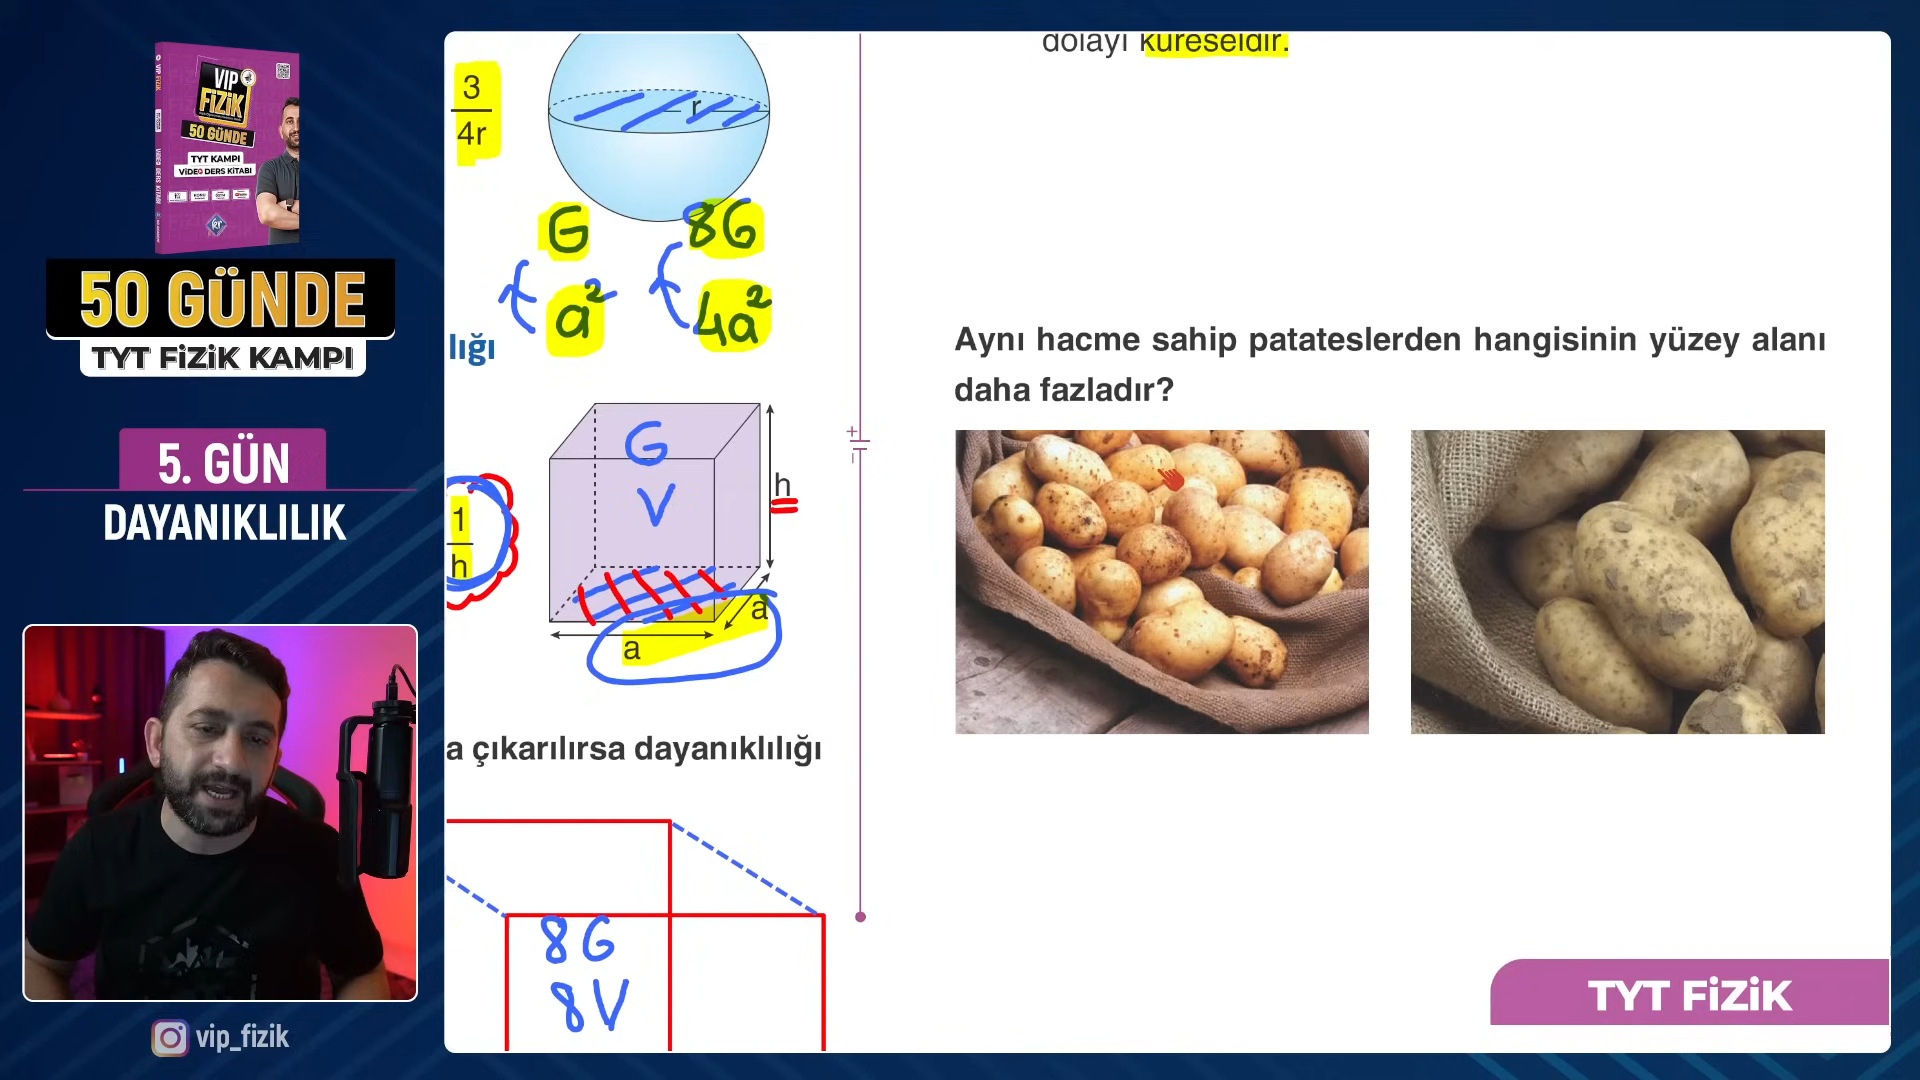 VIP
FİZİK
50 GÜNDE
TYT KAMPI
VİDEO DERS KİTABI
50 GÜNDE
TYT FİZİK KAMPI
5. GÜN
DAYANIKLILIK
vip_fizik
3
4r
r
G
8G
a²
4a²
lığı
G
V
h
1
h
a
a
a çıkarılırsa dayanıklılığı
8G
8V
dolayı küreseldir.
+
-
Aynı hacme sahip patateslerden hangisinin yüzey alanı
daha fazladır?
TYT FİZİK